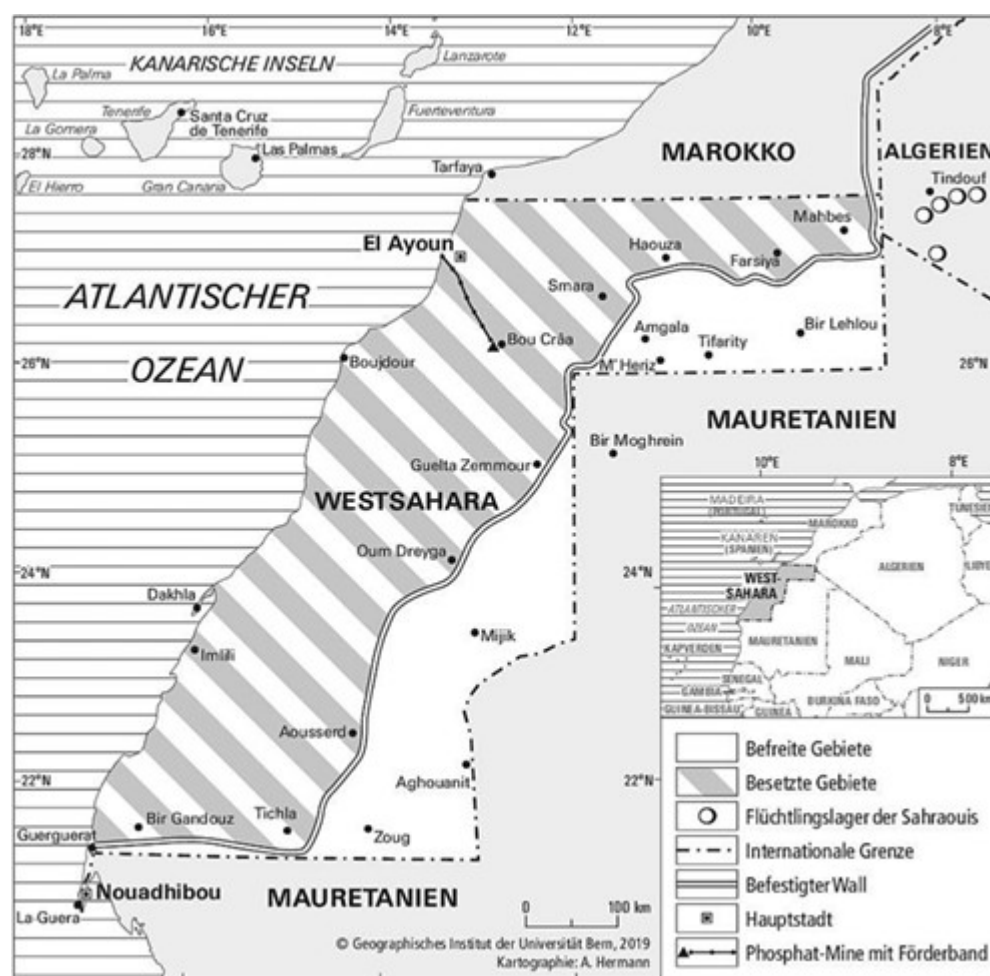 18°E
16°E
14°E
12°E
10°E
8°E
KANARISCHE INSELN
Lanzarote
La Palma
Tenerife
Santa Cruz
de Tenerife
Fuerteventura
La Gomera
28°N
Las Palmas
El Hierro
Gran Canaria
Tarfaya
MAROKKO
ALGERIEN
Tindouf
Mahbes
El Ayoun
Haouza
Farsiya
ATLANTISCHER
OZEAN
Smara
Amgala
Bir Lehlou
Bou Crâa
Tifarity
M'Heriz
Boujdour
26°N
26°N
MAURETANIEN
Bir Moghrein
Guelta Zemmour
WESTSAHARA
Oum Dreyga
24°N
24°N
Dakhla
Imlili
Mijik
Aousserd
Aghouanit
22°N
22°N
Bir Gandouz
Tichla
Zoug
Guerguerat
Nouadhibou
La Guera
MAURETANIEN
0 100 km
© Geographisches Institut der Universität Bern, 2019
Kartographie: A. Hermann
10°E
8°E
MADEIRA
(PORTUGAL)
MAROKKO
TUNESIEN
KANAREN
(SPANIEN)
ALGERIEN
WEST-
SAHARA
ATLANTISCHER
OZEAN
MAURETANIEN
KAPVERDEN
MALI
NIGER
SENEGAL
GAMBIA
BURKINA FASO
GUINEA-BISSAU
GUINEA
0 500 km
Befreite Gebiete
Besetzte Gebiete
Flüchtlingslager der Sahraouis
Internationale Grenze
Befestigter Wall
Hauptstadt
Phosphat-Mine mit Förderband